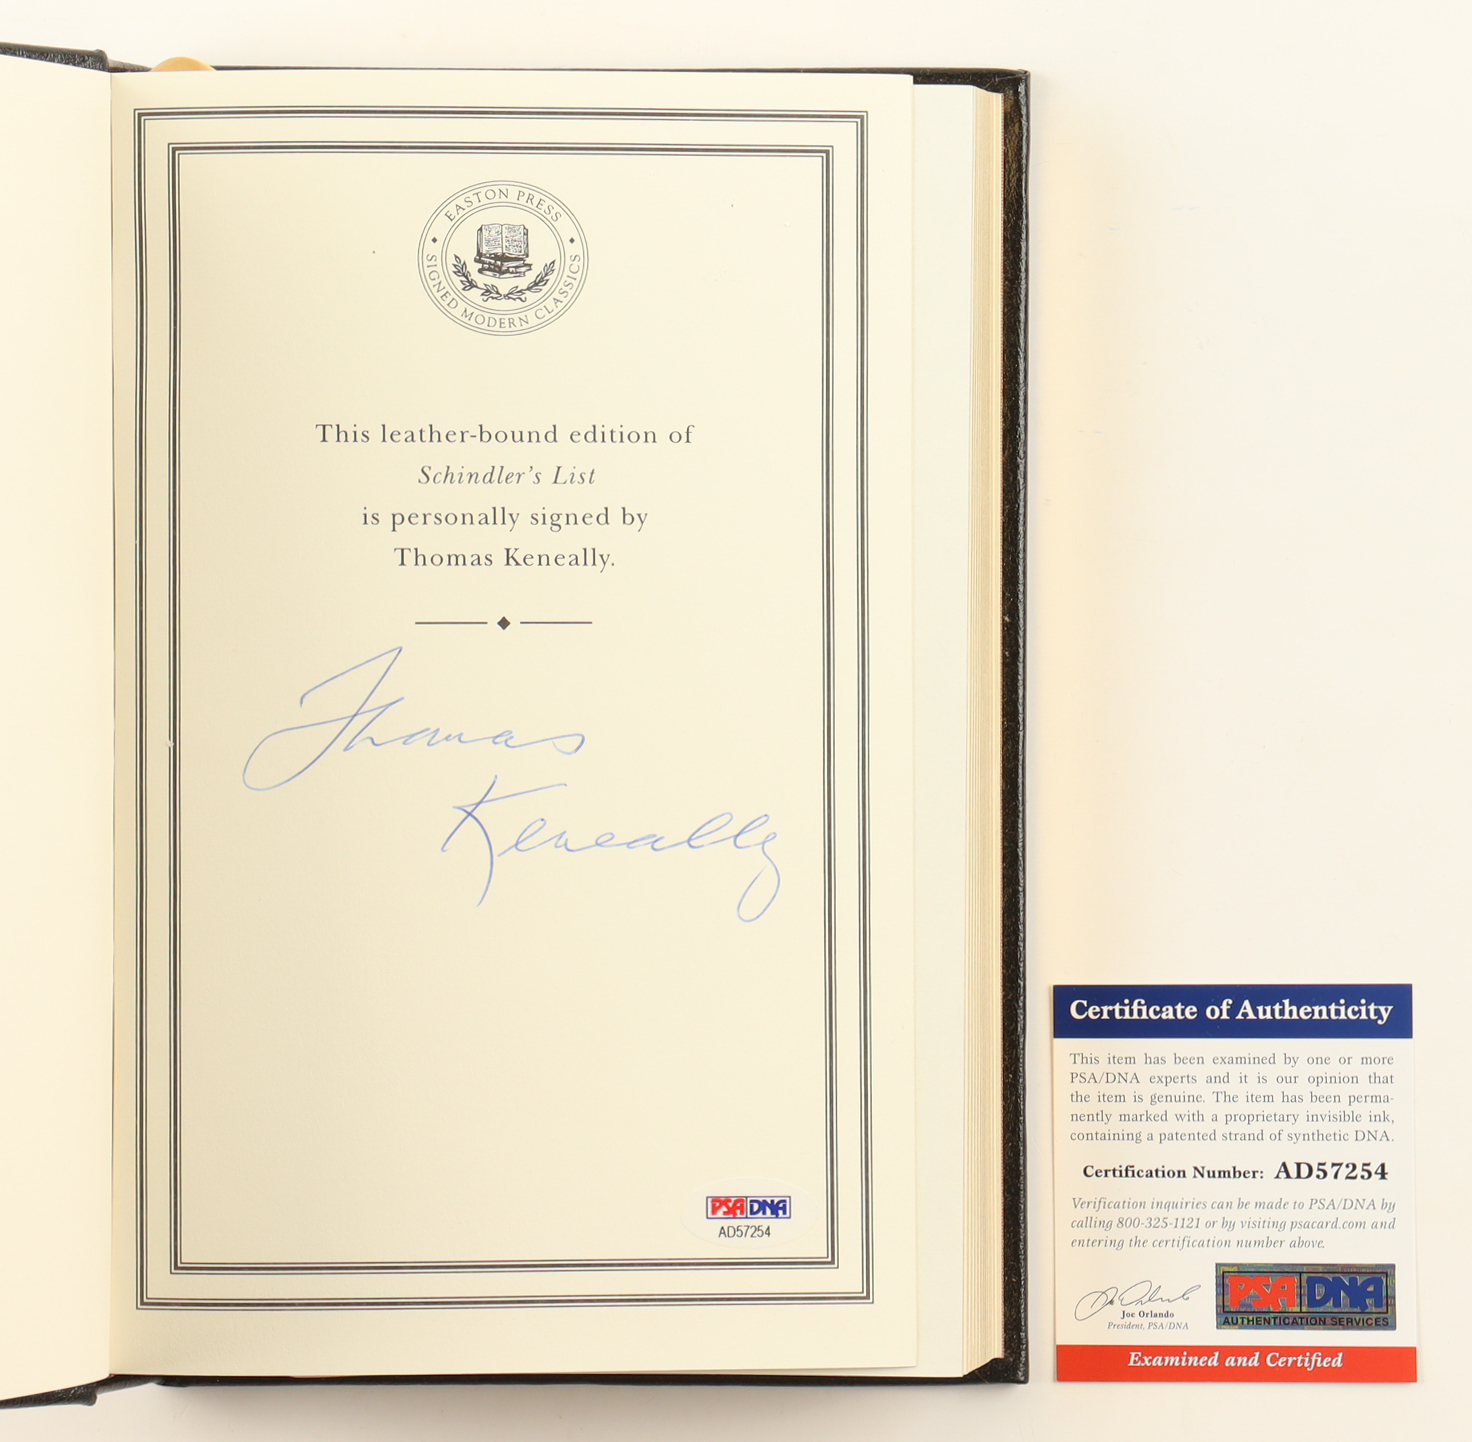 EASTON PRESS
SIGNED MODERN CLASSICS
This leather-bound edition of
Schindler's List
is personally signed by
Thomas Keneally.
Thomas
Keneally
PSA DNA
AD57254
Certificate of Authenticity
This item has been examined by one or more
PSA/DNA experts and it is our opinion that
the item is genuine. The item has been perma-
nently marked with a proprietary invisible ink,
containing a patented strand of synthetic DNA.
Certification Number: AD57254
Verification inquiries can be made to PSA/DNA by
calling 800-325-1121 or by visiting psacard.com and
entering the certification number above.
Joe Orlando
Joe Orlando
President, PSA/DNA
PSA DNA
AUTHENTICATION SERVICES
Examined and Certified